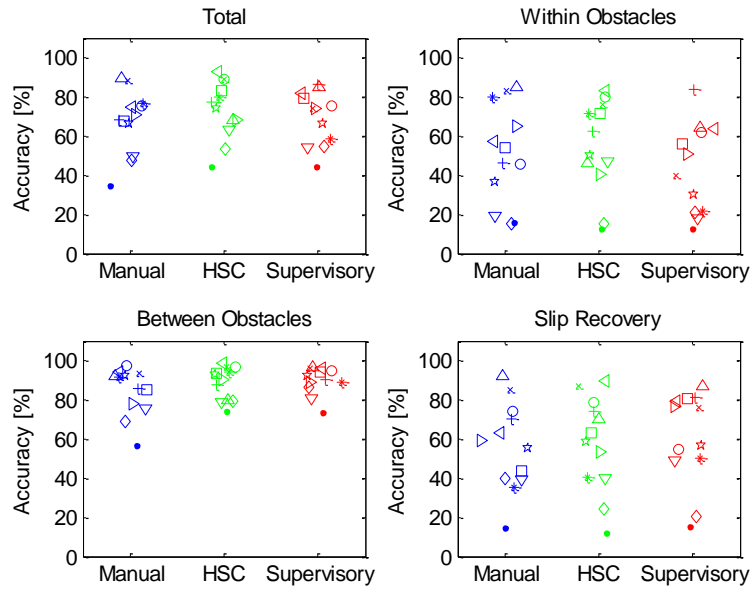 Total
Accuracy [%]
100
80
60
40
20
0
Manual HSC Supervisory
Within Obstacles
Accuracy [%]
100
80
60
40
20
0
Manual HSC Supervisory
Between Obstacles
Accuracy [%]
100
80
60
40
20
0
Manual HSC Supervisory
Slip Recovery
Accuracy [%]
100
80
60
40
20
0
Manual HSC Supervisory